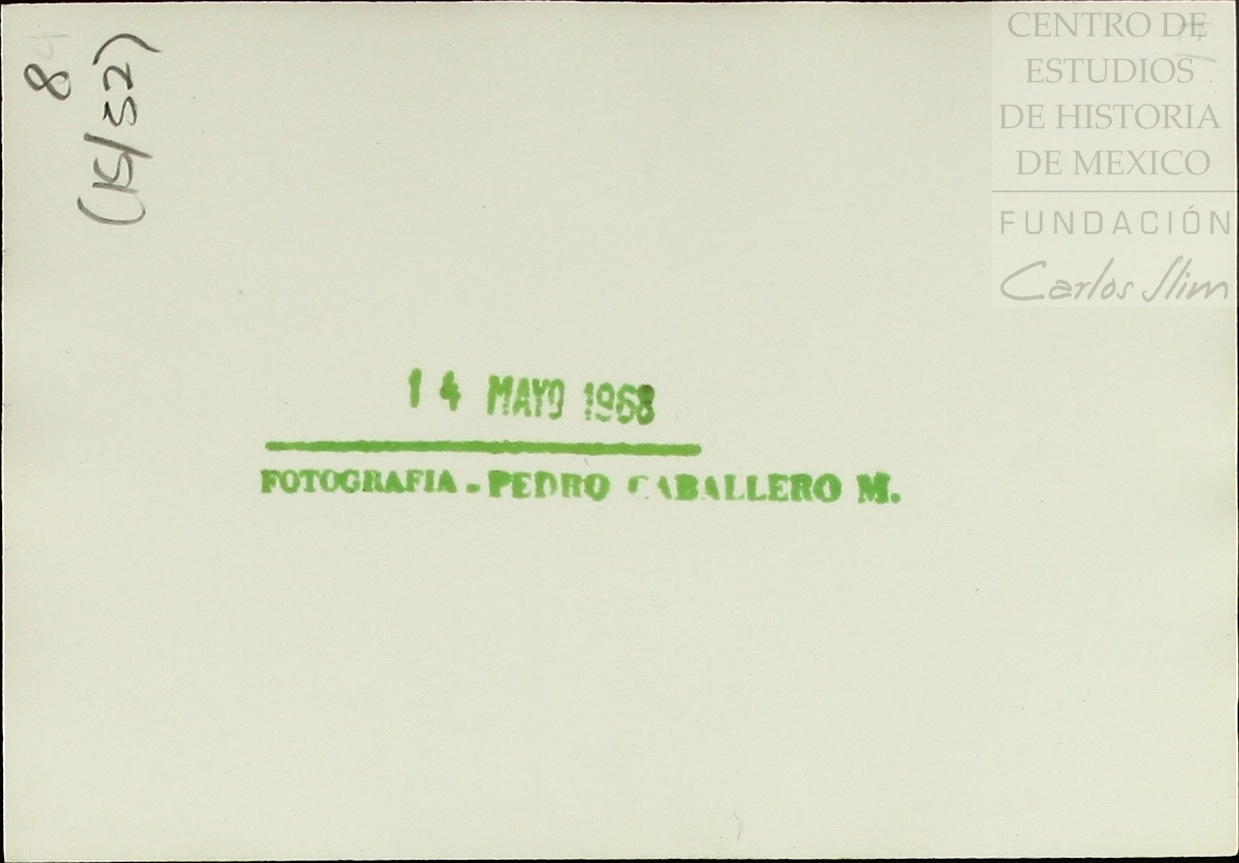 8
(15/52)
CENTRO DE
ESTUDIOS
DE HISTORIA
DE MEXICO
FUNDACIÓN
Carlos Slim
14 MAYO 1968
FOTOGRAFIA - PEDRO CABALLERO M.